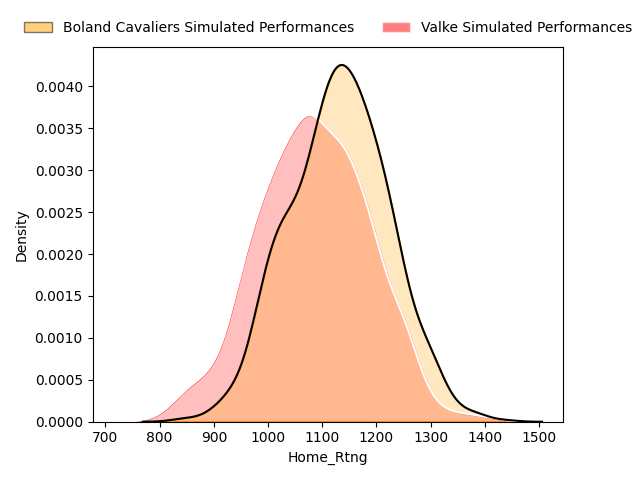 Boland Cavaliers Simulated Performances
Valke Simulated Performances
0.0040
0.0035
0.0030
0.0025
0.0020
0.0015
0.0010
0.0005
0.0000
Density
700 800 900 1000 1100 1200 1300 1400 1500
Home_Rtng